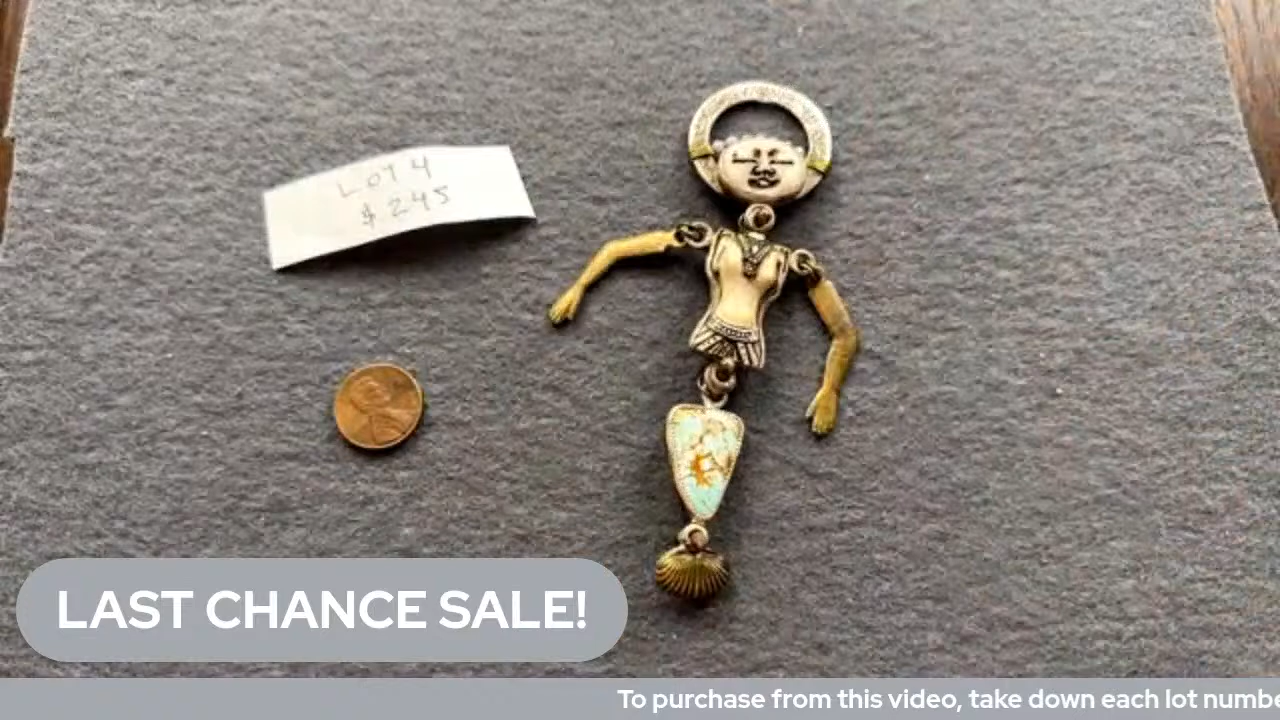 LOT 4
$ 245
LAST CHANCE SALE!
To purchase from this video, take down each lot numbe